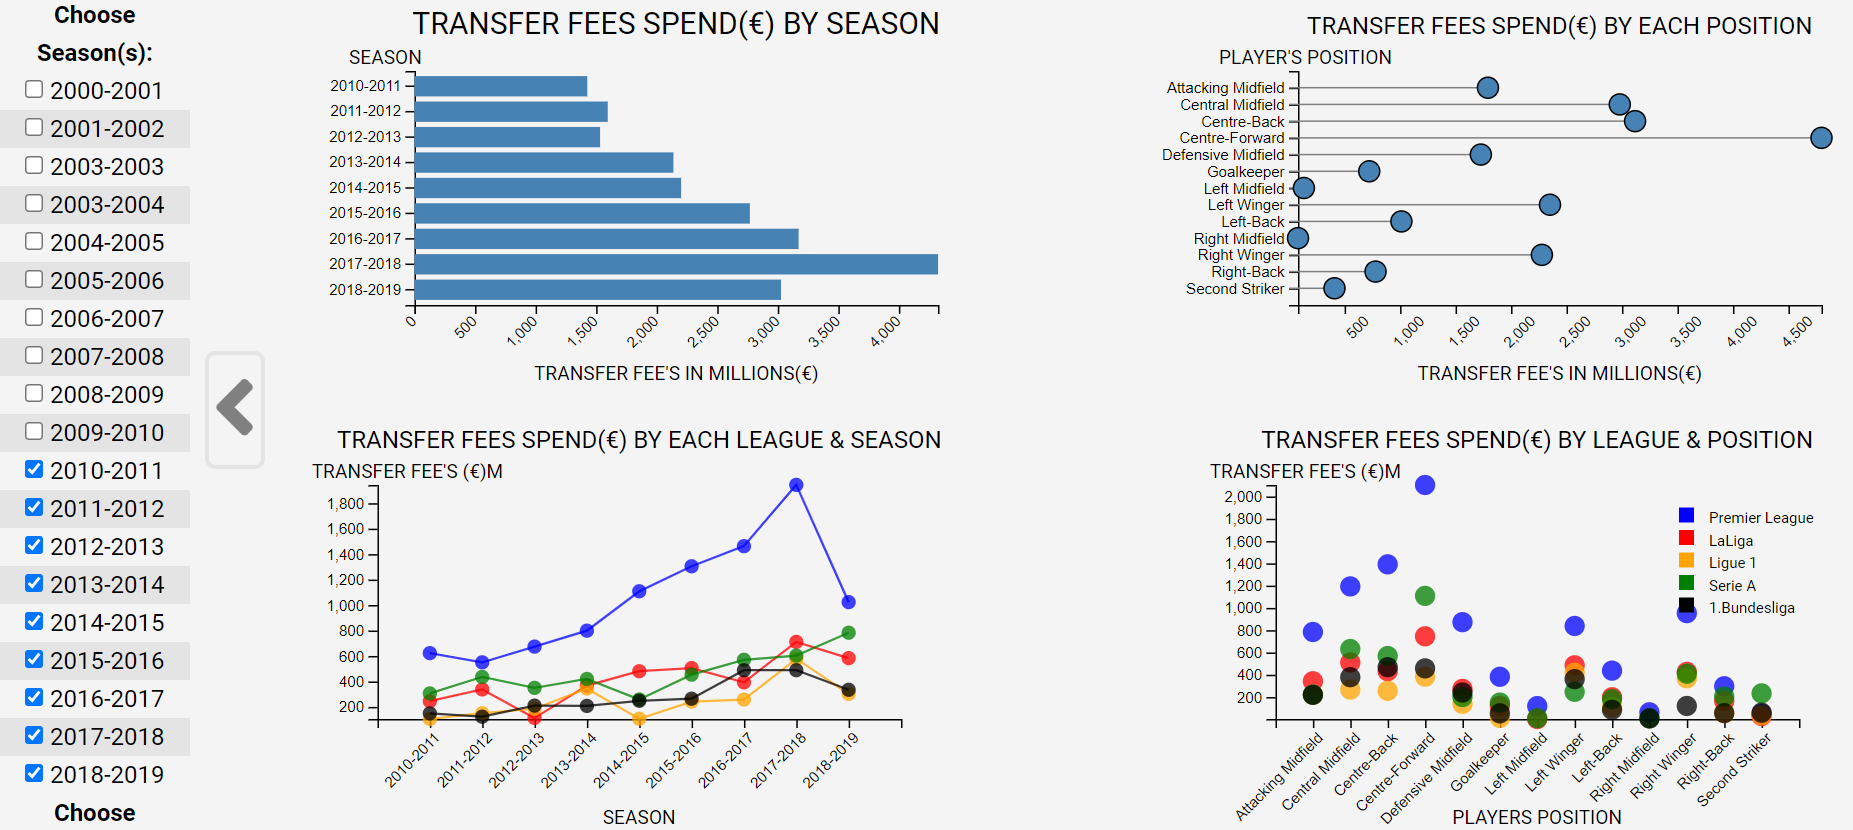 Choose
Season(s):
2000-2001
2001-2002
2003-2003
2003-2004
2004-2005
2005-2006
2006-2007
2007-2008
2008-2009
2009-2010
2010-2011
2011-2012
2012-2013
2013-2014
2014-2015
2015-2016
2016-2017
2017-2018
2018-2019
Choose
TRANSFER FEES SPEND(€) BY SEASON
SEASON
2010-2011
2011-2012
2012-2013
2013-2014
2014-2015
2015-2016
2016-2017
2017-2018
2018-2019
0 500 1,000 1,500 2,000 2,500 3,000 3,500 4,000
TRANSFER FEE'S IN MILLIONS(€)
TRANSFER FEES SPEND(€) BY EACH POSITION
PLAYER'S POSITION
Attacking Midfield
Central Midfield
Centre-Back
Centre-Forward
Defensive Midfield
Goalkeeper
Left Midfield
Left Winger
Left-Back
Right Midfield
Right Winger
Right-Back
Second Striker
500 1,000 1,500 2,000 2,500 3,000 3,500 4,000 4,500
TRANSFER FEE'S IN MILLIONS(€)
TRANSFER FEES SPEND(€) BY EACH LEAGUE & SEASON
TRANSFER FEE'S (€)M
1,800
1,600
1,400
1,200
1,000
800
600
400
200
2010-2011 2011-2012 2012-2013 2013-2014 2014-2015 2015-2016 2016-2017 2017-2018 2018-2019
SEASON
TRANSFER FEES SPEND(€) BY LEAGUE & POSITION
TRANSFER FEE'S (€)M
2,000
1,800
1,600
1,400
1,200
1,000
800
600
400
200
Premier League
LaLiga
Ligue 1
Serie A
1.Bundesliga
Attacking Midfield Central Midfield Centre-Back Centre-Forward Defensive Midfield Goalkeeper Left Midfield Left Winger Left-Back Right Midfield Right Winger Right-Back Second Striker
PLAYERS POSITION